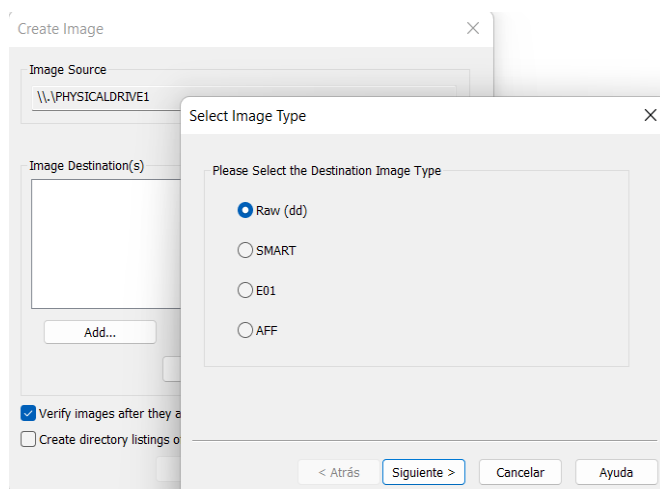 Create Image
Image Source
\\.\PHYSICALDRIVE1
Select Image Type
Image Destination(s)
Please Select the Destination Image Type
Raw (dd)
SMART
E01
AFF
Add...
Verify images after they a
Create directory listings o
< Atrás
Siguiente >
Cancelar
Ayuda